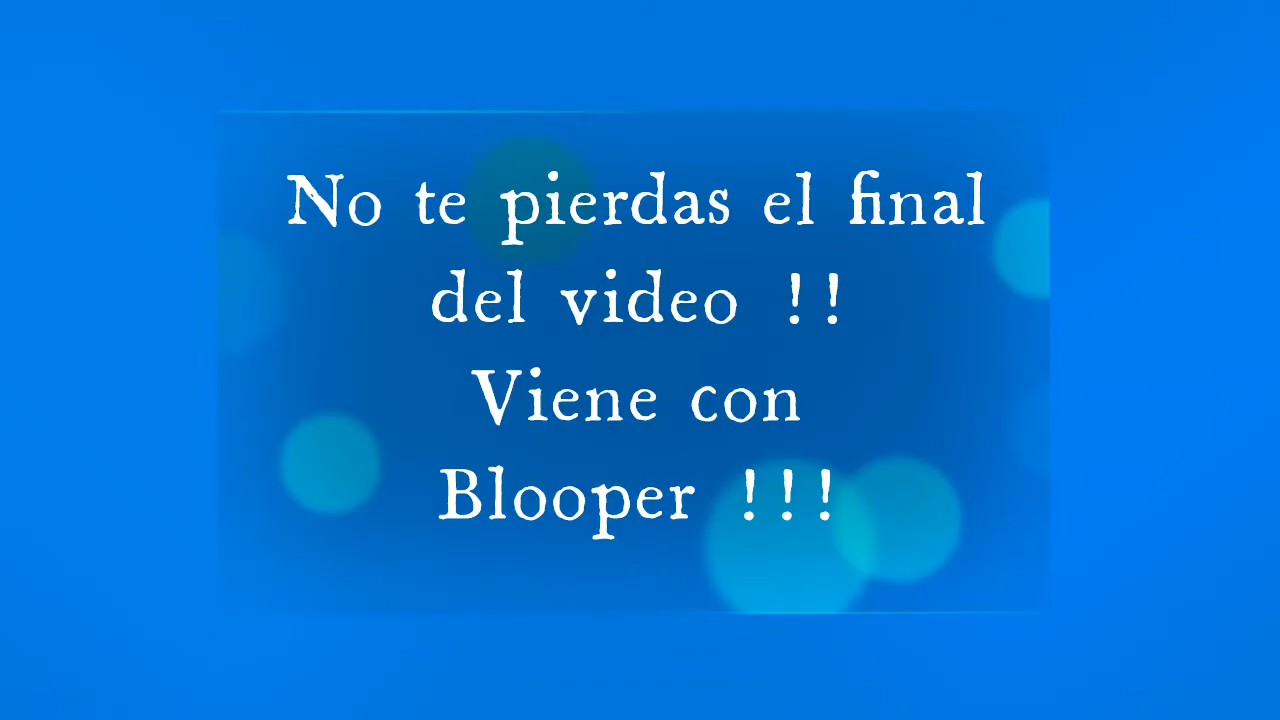 No te pierdas el final
del video !!
Viene con
Blooper !!!